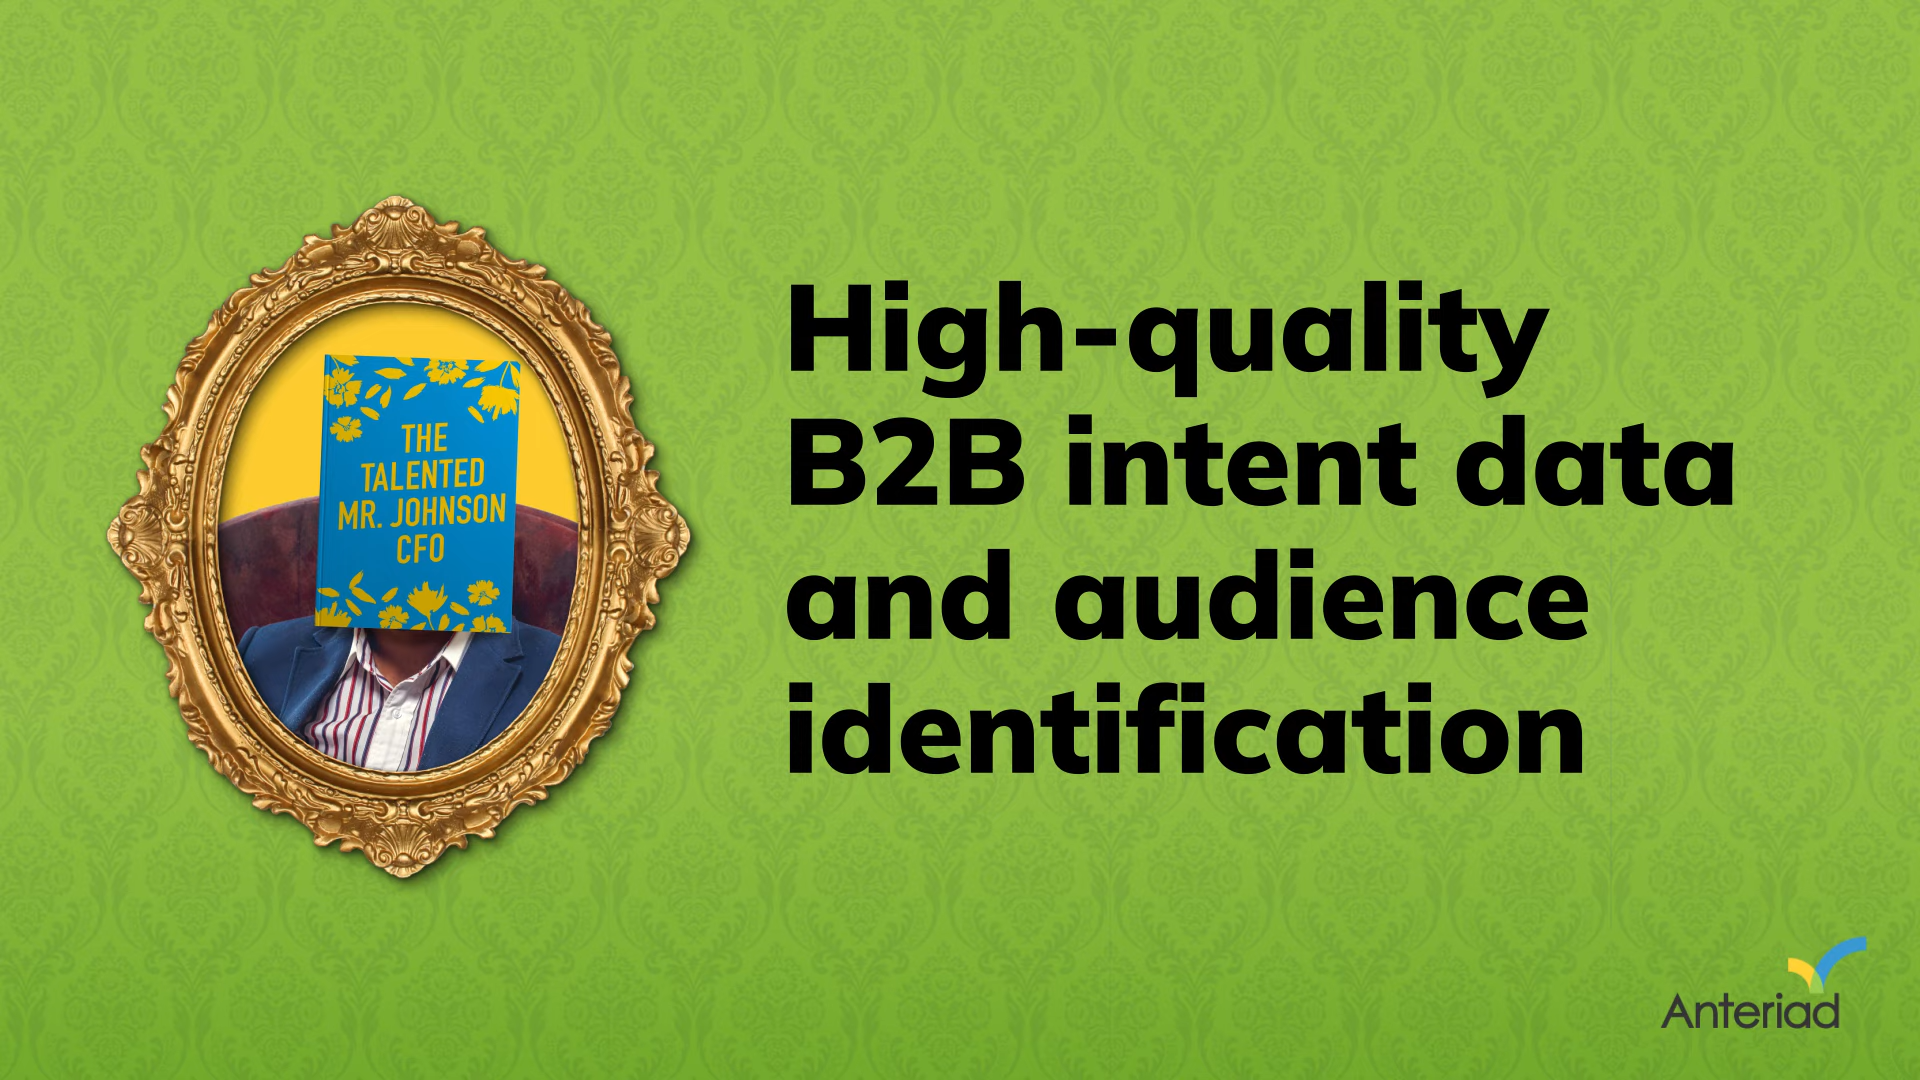 THE
TALENTED
MR. JOHNSON
CFO
High-quality
B2B intent data
and audience
identification
Anteriad